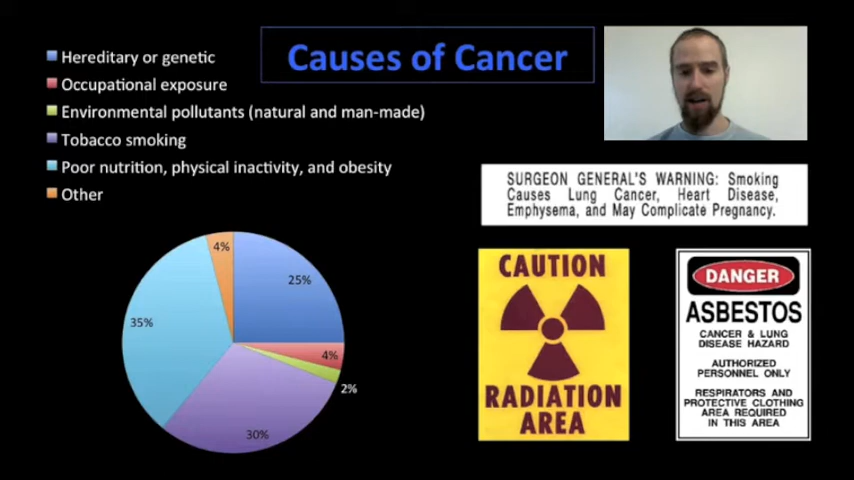 Causes of Cancer
Hereditary or genetic
Occupational exposure
Environmental pollutants (natural and man-made)
Tobacco smoking
Poor nutrition, physical inactivity, and obesity
Other
4%
25%
35%
4%
2%
30%
SURGEON GENERAL'S WARNING: Smoking
Causes Lung Cancer, Heart Disease,
Emphysema, and May Complicate Pregnancy.
CAUTION
RADIATION
AREA
DANGER
ASBESTOS
CANCER & LUNG
DISEASE HAZARD
AUTHORIZED
PERSONNEL ONLY
RESPIRATORS AND
PROTECTIVE CLOTHING
AREA REQUIRED
IN THIS AREA